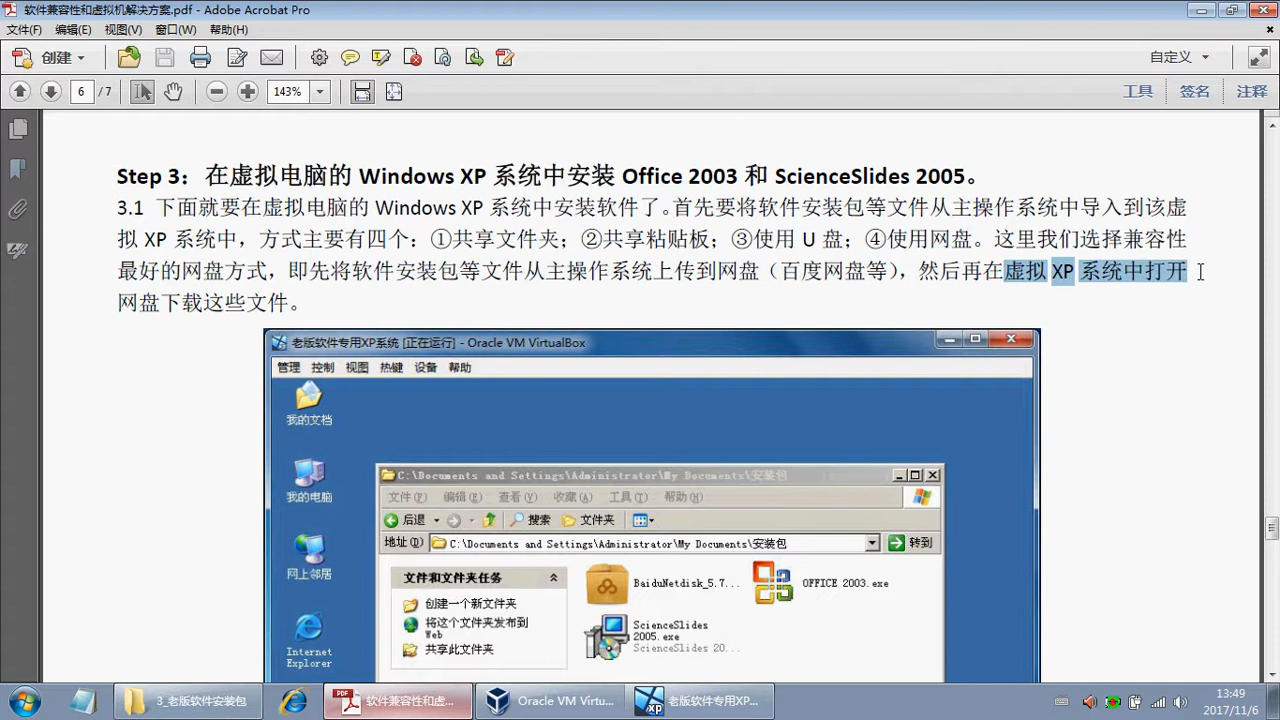 软件兼容性和虚拟机解决方案.pdf - Adobe Acrobat Pro
文件(F) 编辑(E) 视图(V) 窗口(W) 帮助(H)
创建 自定义
6 / 7 143% 工具 签名 注释
Step 3：在虚拟电脑的 Windows XP 系统中安装 Office 2003 和 ScienceSlides 2005。
3.1 下面就要在虚拟电脑的 Windows XP 系统中安装软件了。首先要将软件安装包等文件从主操作系统中导入到该虚
拟 XP 系统中，方式主要有四个：①共享文件夹；②共享粘贴板；③使用 U 盘；④使用网盘。这里我们选择兼容性
最好的网盘方式，即先将软件安装包等文件从主操作系统上传到网盘（百度网盘等），然后再在虚拟 XP 系统中打开
网盘下载这些文件。
老版软件专用XP系统 [正在运行] - Oracle VM VirtualBox
管理 控制 视图 热键 设备 帮助
我的文档
我的电脑
网上邻居
Internet
Explorer
C:\Documents and Settings\Administrator\My Documents\安装包
文件(F) 编辑(E) 查看(V) 收藏(A) 工具(T) 帮助(H)
后退 搜索 文件夹
地址(D) C:\Documents and Settings\Administrator\My Documents\安装包 转到
文件和文件夹任务
创建一个新文件夹
将这个文件夹发布到
Web
共享此文件夹
BaiduNetdisk_5.7... OFFICE 2003.exe
ScienceSlides
2005.exe
ScienceSlides 20...
3_老版软件安装包 软件兼容性和虚... Oracle VM Virtu... 老版软件专用XP...
13:49
2017/11/6